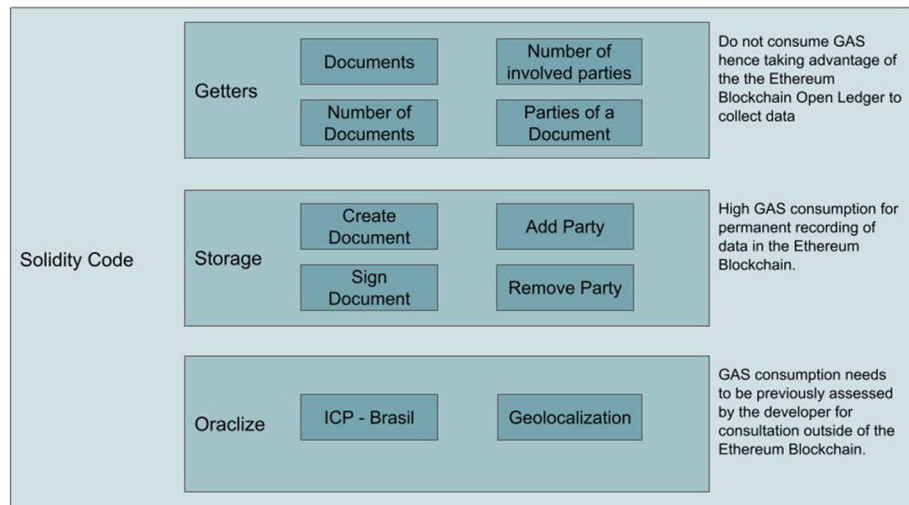 Solidity Code
Getters
Documents
Number of
involved parties
Number of
Documents
Parties of a
Document
Do not consume GAS
hence taking advantage of
the the Ethereum
Blockchain Open Ledger to
collect data
Storage
Create
Document
Add Party
Sign
Document
Remove Party
High GAS consumption for
permanent recording of
data in the Ethereum
Blockchain.
Oraclize
ICP - Brasil
Geolocalization
GAS consumption needs
to be previously assessed
by the developer for
consultation outside of the
Ethereum Blockchain.